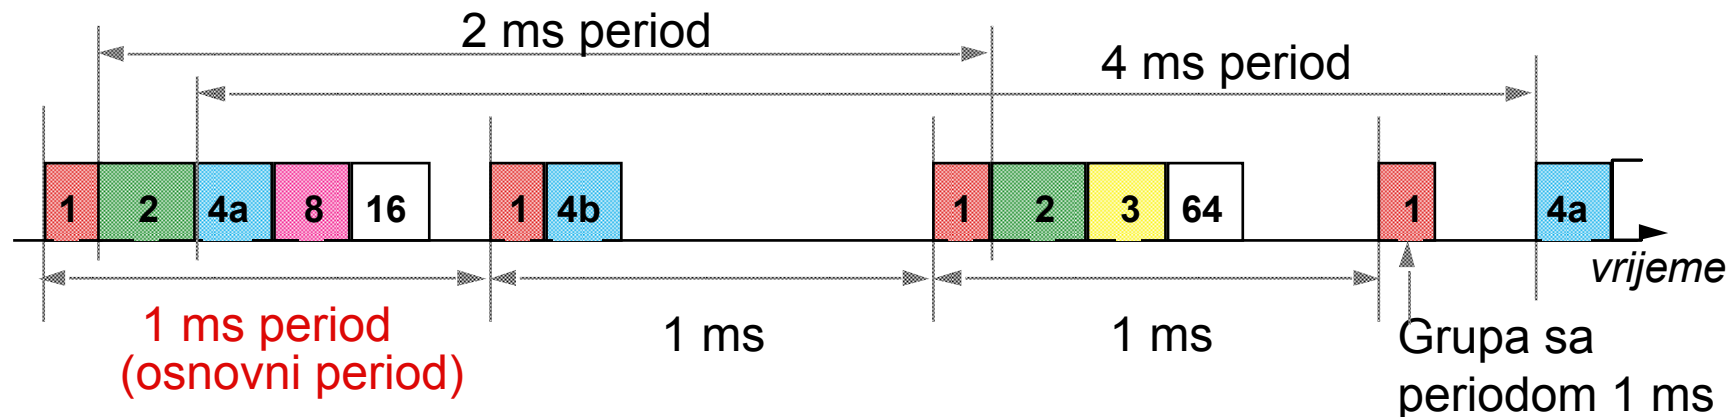 2 ms period
4 ms period
1 2 4a 8 16 1 4b 1 2 3 64 1 4a
vrijeme
1 ms period
(osnovni period)
1 ms
1 ms
Grupa sa
periodom 1 ms